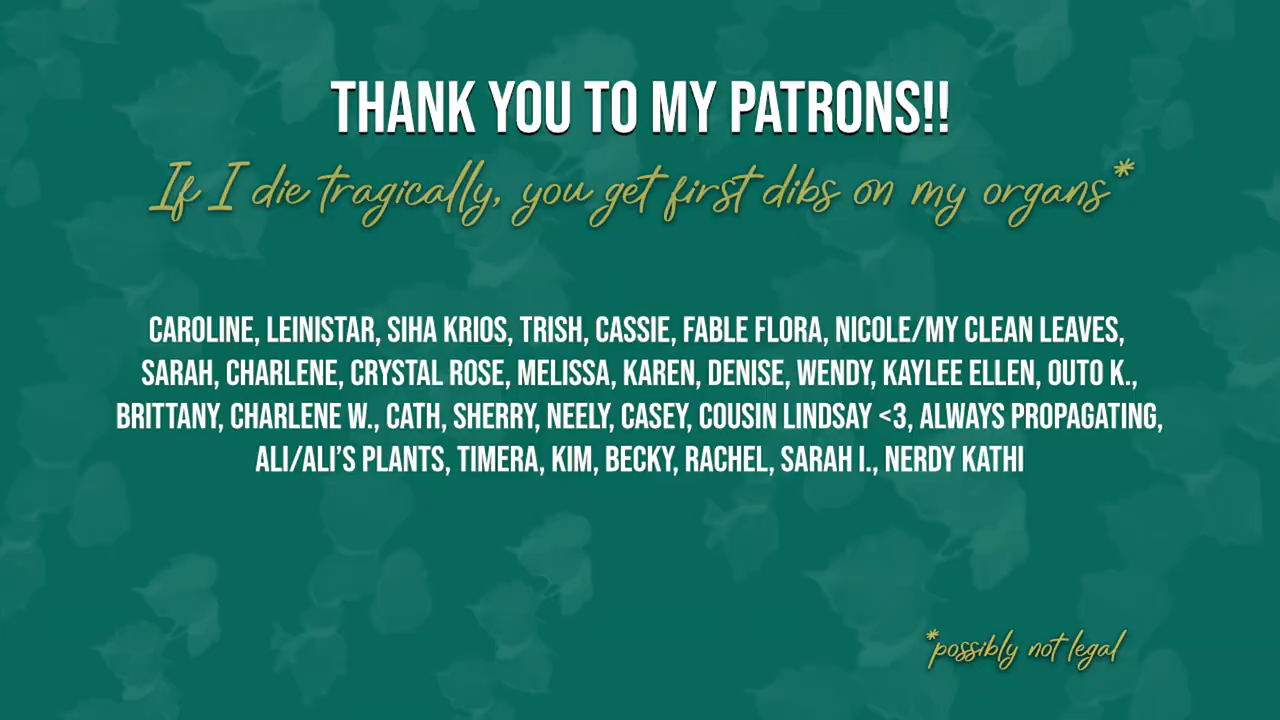 THANK YOU TO MY PATRONS!!
If I die tragically, you get first dibs on my organs*
CAROLINE, LEINISTAR, SIHA KRIOS, TRISH, CASSIE, FABLE FLORA, NICOLE/MY CLEAN LEAVES,
SARAH, CHARLENE, CRYSTAL ROSE, MELISSA, KAREN, DENISE, WENDY, KAYLEE ELLEN, OUTO K.,
BRITTANY, CHARLENE W., CATH, SHERRY, NEELY, CASEY, COUSIN LINDSAY <3, ALWAYS PROPAGATING,
ALI/ALI'S PLANTS, TIMERA, KIM, BECKY, RACHEL, SARAH I., NERDY KATHI
*possibly not legal